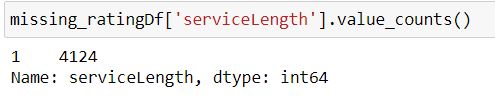 missing_ratingDf['serviceLength'].value_counts()
1    4124
Name: serviceLength, dtype: int64